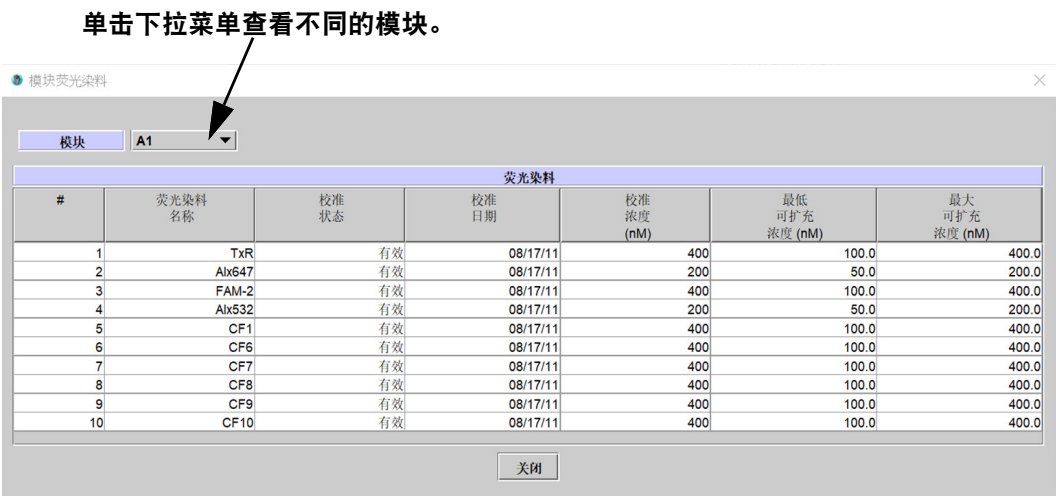 单击下拉菜单查看不同的模块。
模块荧光染料
模块 A1
荧光染料
# 荧光染料 校准 校准 校准 最低 最大
名称 状态 日期 浓度 可扩充 可扩充
(nM) 浓度 (nM) 浓度 (nM)
1 TxR 有效 08/17/11 400 100.0 400.0
2 Alx647 有效 08/17/11 200 50.0 200.0
3 FAM-2 有效 08/17/11 400 100.0 400.0
4 Alx532 有效 08/17/11 200 50.0 200.0
5 CF1 有效 08/17/11 400 100.0 400.0
6 CF6 有效 08/17/11 400 100.0 400.0
7 CF7 有效 08/17/11 400 100.0 400.0
8 CF8 有效 08/17/11 400 100.0 400.0
9 CF9 有效 08/17/11 400 100.0 400.0
10 CF10 有效 08/17/11 400 100.0 400.0
关闭